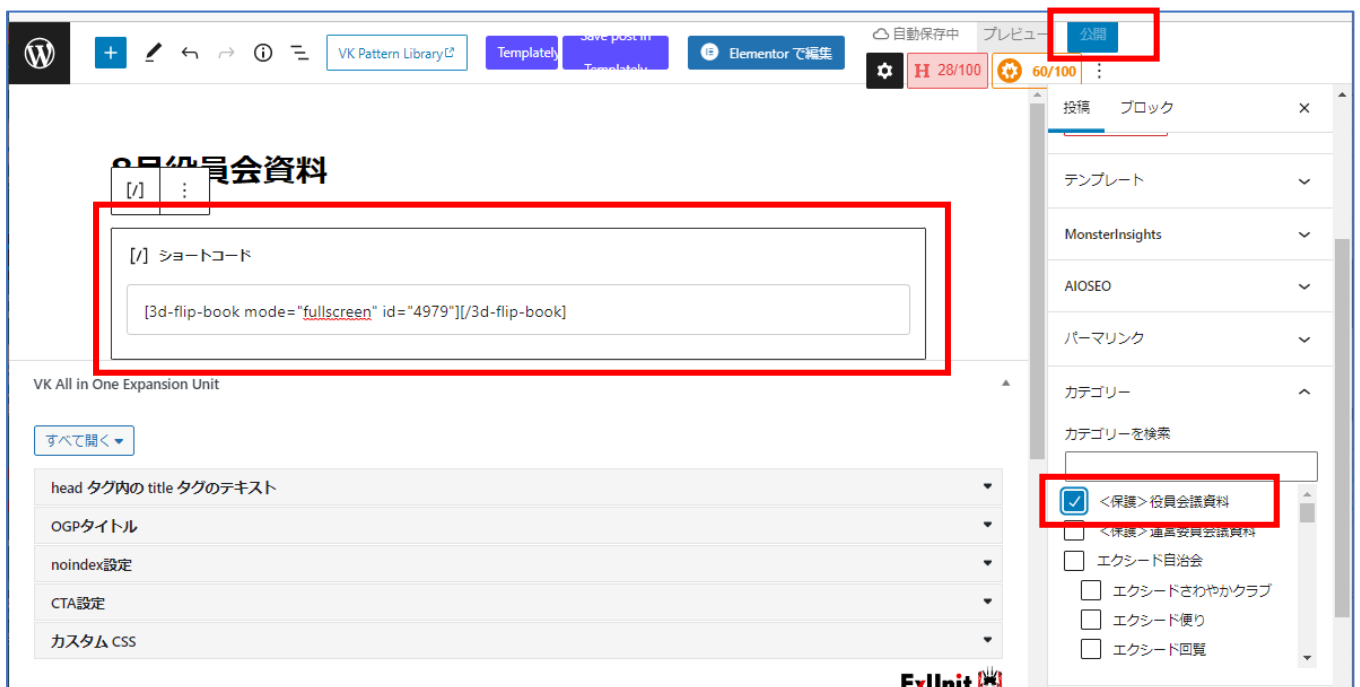 自動保存中 プレビュー 公開
VK Pattern Library Templately Save post in Templately Elementor で編集
H 28/100 60/100
投稿 ブロック
役員会資料
テンプレート
[/]
MonsterInsights
[/] ショートコード
AIOSEO
[3d-flip-book mode="fullscreen" id="4979"][/3d-flip-book]
パーマリンク
VK All in One Expansion Unit
カテゴリー
すべて開く
カテゴリーを検索
head タグ内の title タグのテキスト
<保護>役員会議資料
OGPタイトル
<保護>運営委員会議資料
noindex設定
エクシード自治会
CTA設定
エクシードさわやかクラブ
エクシード便り
カスタム CSS
エクシード回覧
ExUnit